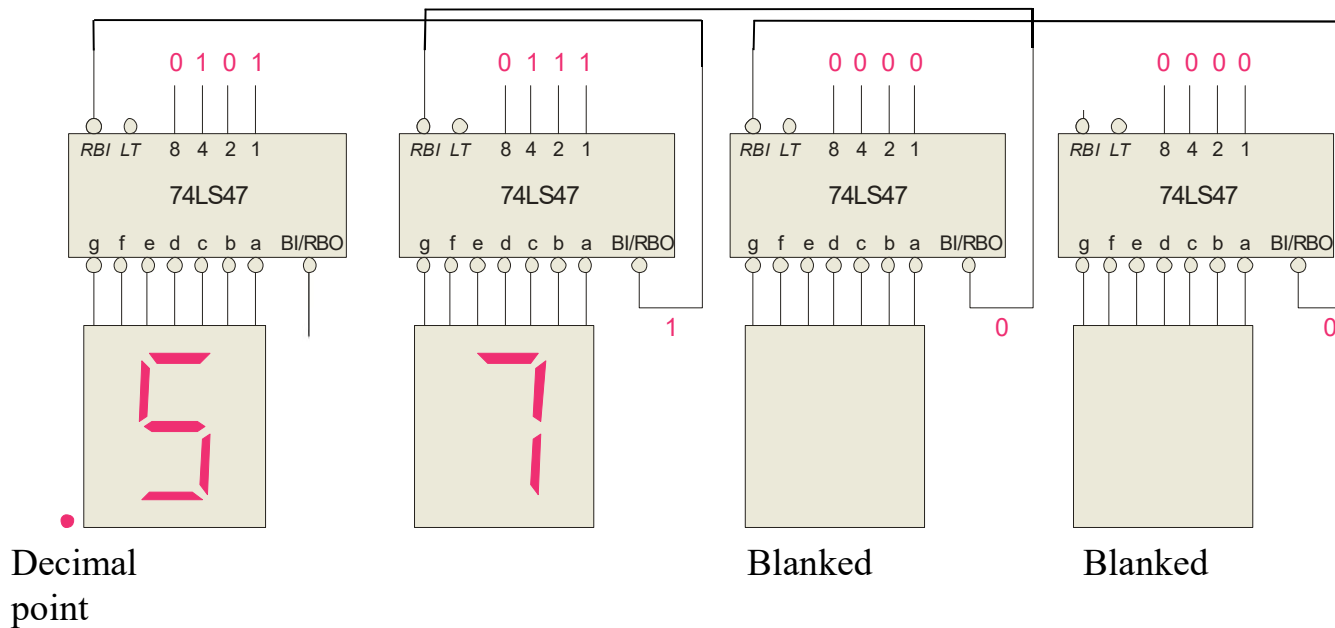 0 1 0 1 0 1 1 1 0 0 0 0 0 0 0 0
RBI LT 8 4 2 1 RBI LT 8 4 2 1 RBI LT 8 4 2 1 RBI LT 8 4 2 1
74LS47 74LS47 74LS47 74LS47
g f e d c b a BI/RBO g f e d c b a BI/RBO g f e d c b a BI/RBO g f e d c b a BI/RBO
1 0 0
5 7
Decimal Blanked Blanked
point